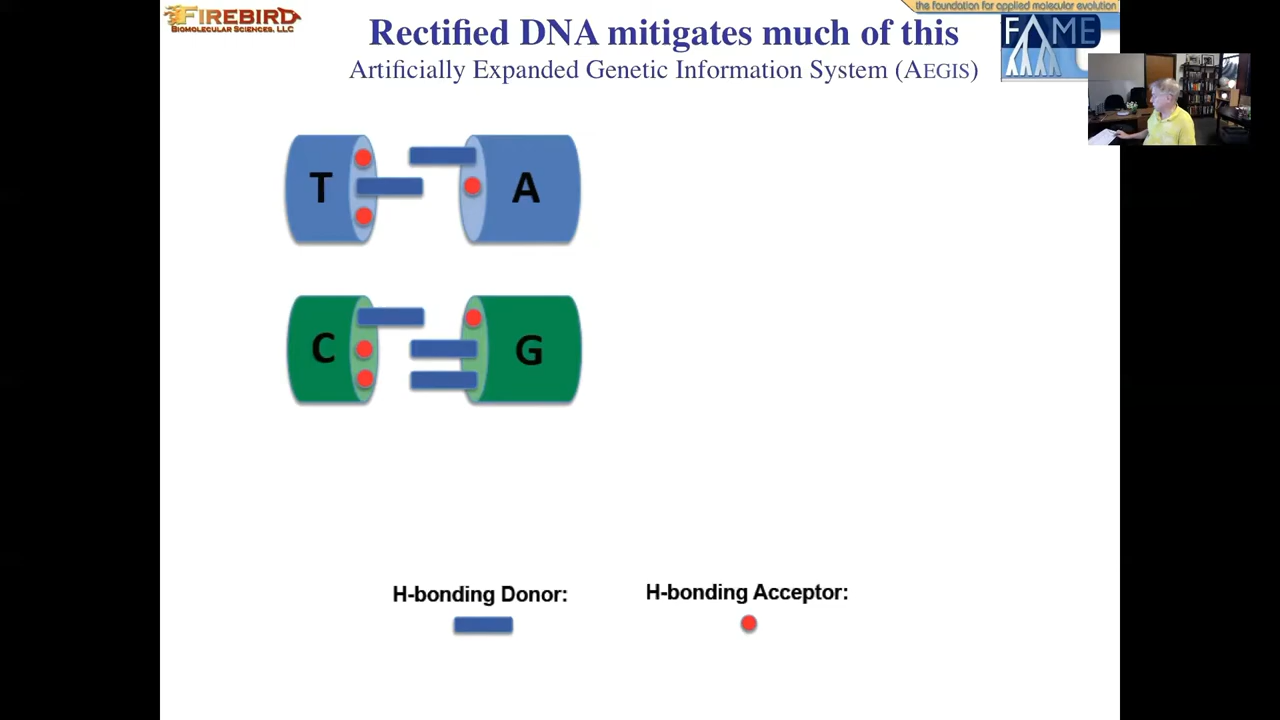 FIREBIRD
BIOMOLECULAR SCIENCES, LLC
Rectified DNA mitigates much of this
Artificially Expanded Genetic Information System (AEGIS)
the foundation for applied molecular evolution
FAME
T
A
C
G
H-bonding Donor:
H-bonding Acceptor: